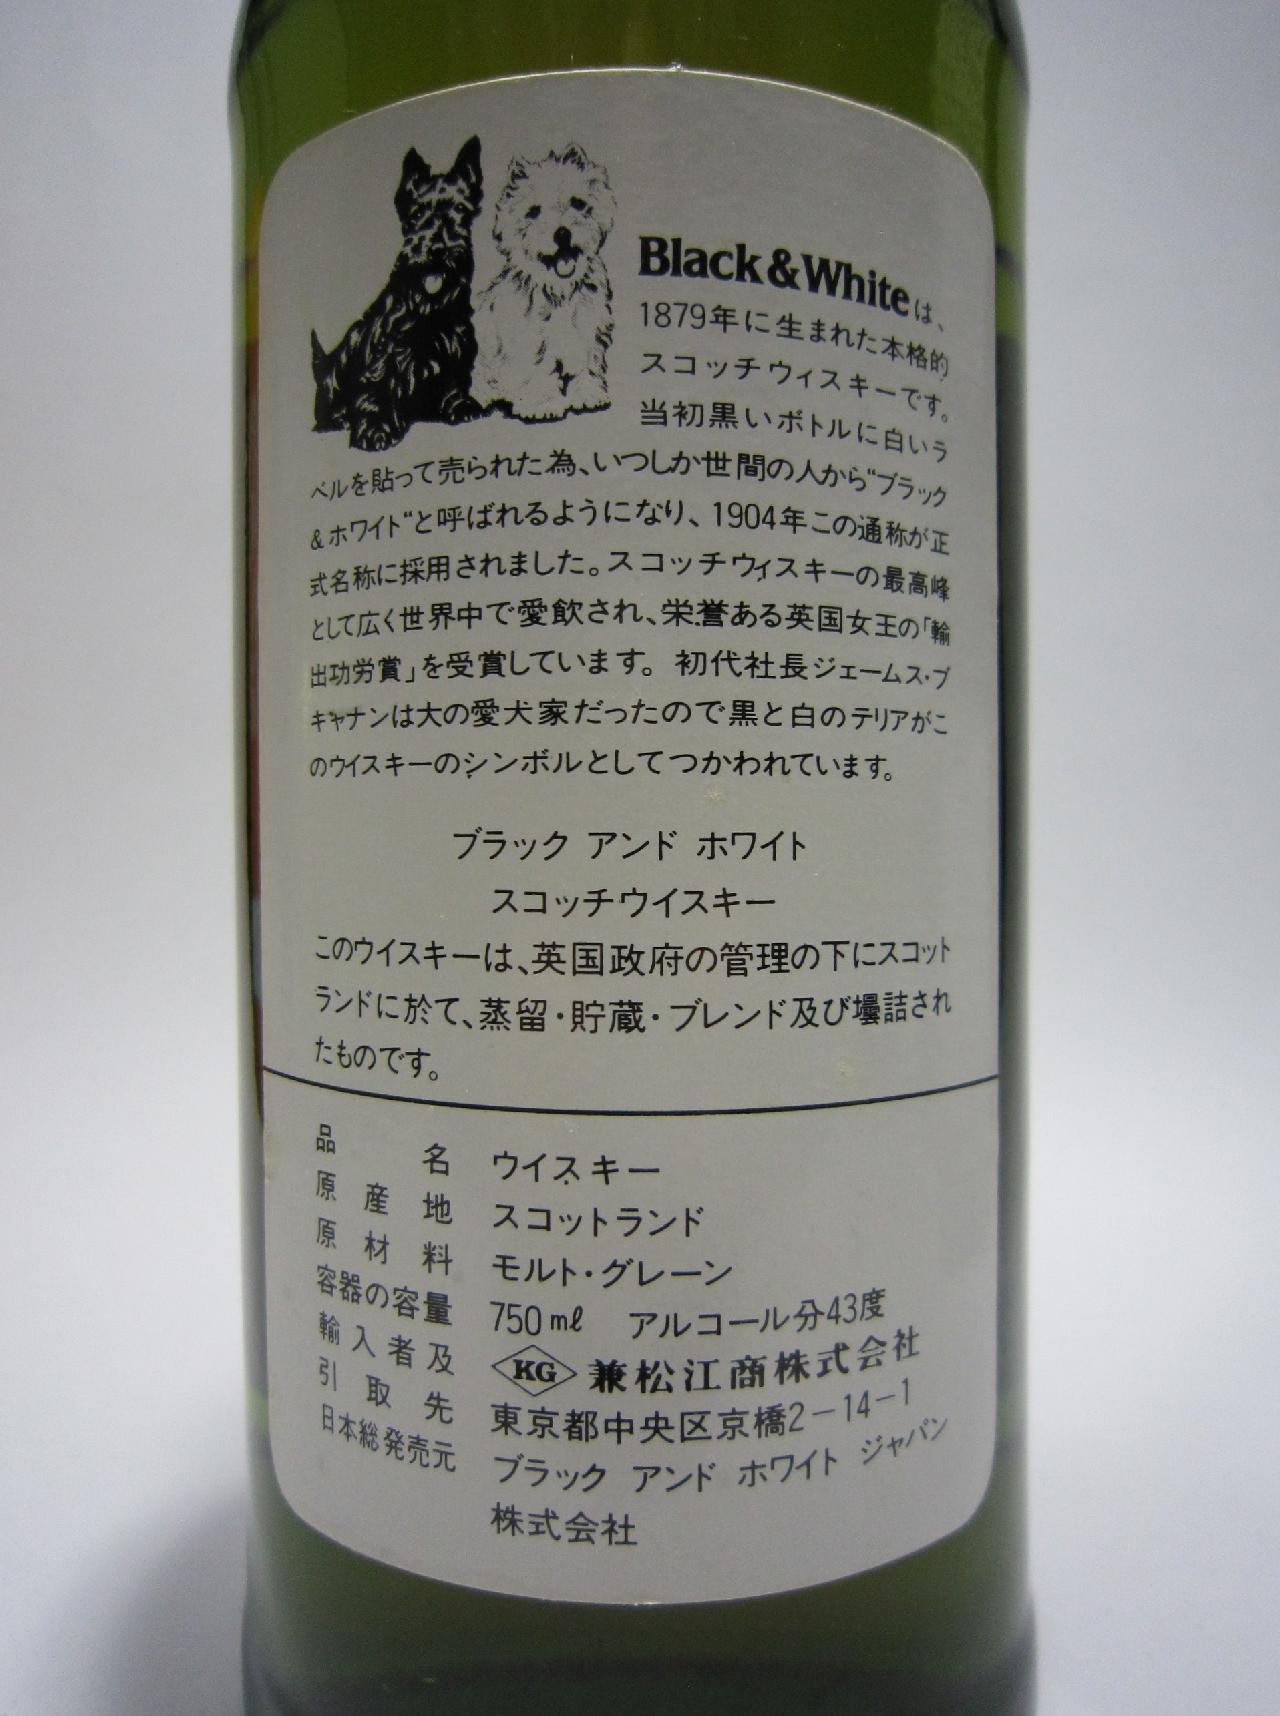 Black&Whiteは、
1879年に生まれた本格的
スコッチウィスキーです。
当初黒いボトルに白いラ
ベルを貼って売られた為、いつしか世間の人から“ブラック
&ホワイト”と呼ばれるようになり、1904年この通称が正
式名称に採用されました。スコッチウィスキーの最高峰
として広く世界中で愛飲され、栄誉ある英国女王の「輸
出功労賞」を受賞しています。初代社長ジェームス・ブ
キャナンは大の愛犬家だったので黒と白のテリアがこ
のウイスキーのシンボルとしてつかわれています。
ブラック アンド ホワイト
スコッチウイスキー
このウイスキーは、英国政府の管理の下にスコット
ランドに於て、蒸留・貯蔵・ブレンド及び壜詰され
たものです。
品名 ウイスキー
原産地 スコットランド
原材料 モルト・グレーン
容器の容量 750mℓ アルコール分43度
輸入者及 KG 兼松江商株式会社
引取先 東京都中央区京橋2-14-1
日本総発売元 ブラック アンド ホワイト ジャパン
株式会社